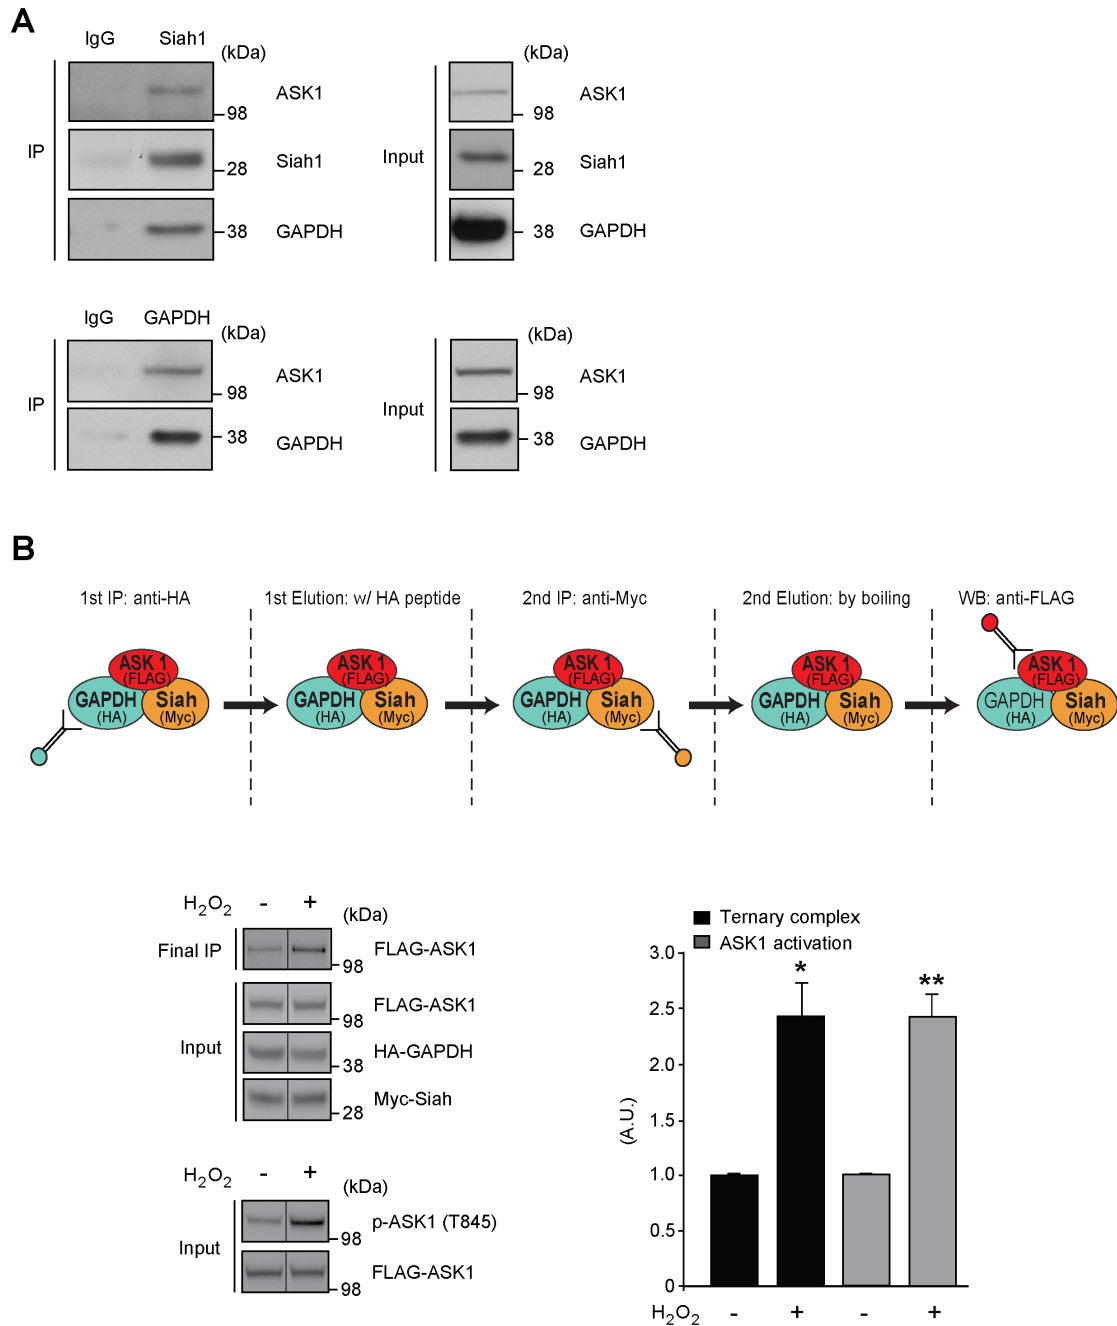 A
IgG Siah1 (kDa)
ASK1
98
IP
Siah1
28
38
GAPDH
(kDa)
ASK1
98
Input
Siah1
28
38
GAPDH
IgG GAPDH (kDa)
ASK1
98
IP
38
GAPDH
(kDa)
ASK1
98
Input
38
GAPDH
B
1st IP: anti-HA
1st Elution: w/ HA peptide
2nd IP: anti-Myc
2nd Elution: by boiling
WB: anti-FLAG
ASK 1
(FLAG)
GAPDH
(HA)
Siah
(Myc)
ASK 1
(FLAG)
GAPDH
(HA)
Siah
(Myc)
ASK 1
(FLAG)
GAPDH
(HA)
Siah
(Myc)
ASK 1
(FLAG)
GAPDH
(HA)
Siah
(Myc)
ASK 1
(FLAG)
GAPDH
(HA)
Siah
(Myc)
H2O2 - +
(kDa)
Final IP
FLAG-ASK1
98
Input
FLAG-ASK1
98
HA-GAPDH
38
Myc-Siah
28
H2O2 - +
(kDa)
Input
p-ASK1 (T845)
98
FLAG-ASK1
98
Ternary complex
ASK1 activation
(A.U.)
3.0
2.5
2.0
1.5
1.0
0.5
0
*
**
H2O2 - + - +